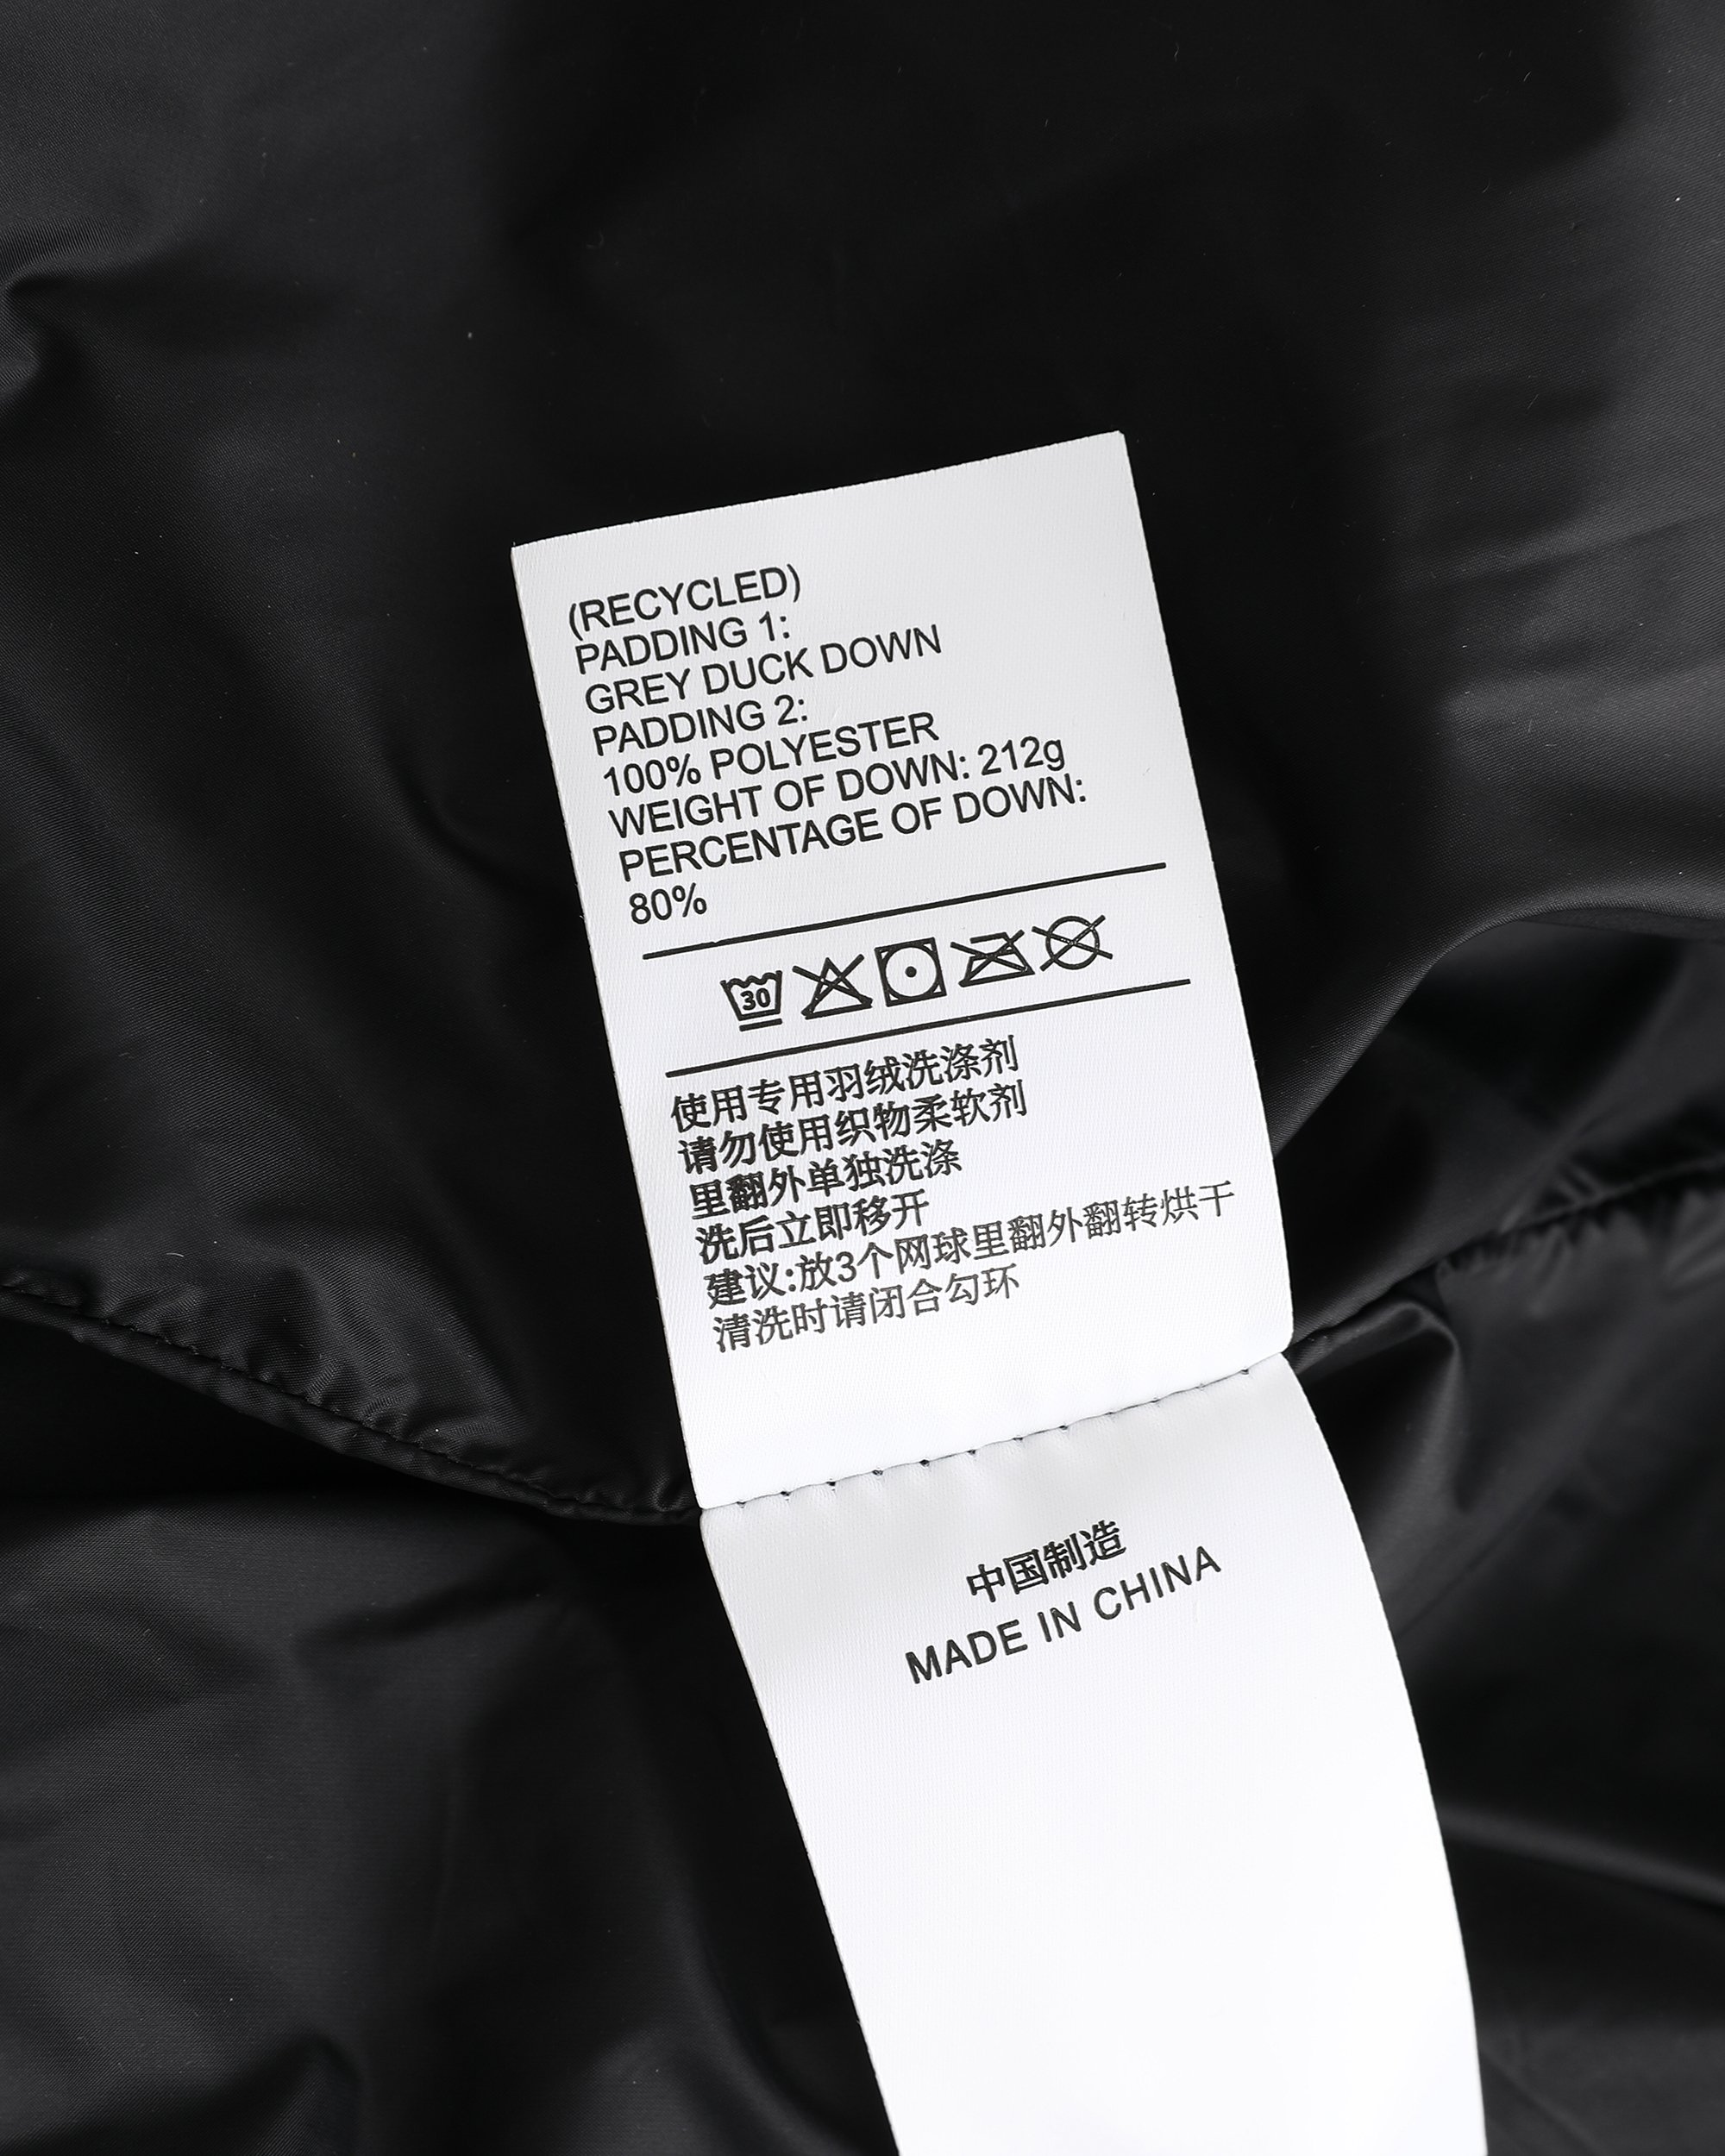 (RECYCLED)
PADDING 1:
GREY DUCK DOWN
PADDING 2:
100% POLYESTER
WEIGHT OF DOWN: 212g
PERCENTAGE OF DOWN:
80%
30
使用专用羽绒洗涤剂
请勿使用织物柔软剂
里翻外单独洗涤
洗后立即移开
建议:放3个网球里翻外翻转烘干
清洗时请闭合勾环
中国制造
MADE IN CHINA